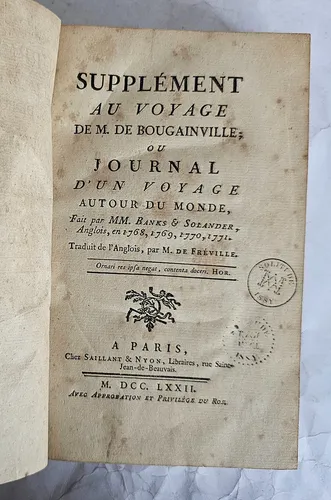 SUPPLÉMENT
AU VOYAGE
DE M. DE BOUGAINVILLE;
OU
JOURNAL
D'UN VOYAGE
AUTOUR DU MONDE,
Fait par MM. BANKS & SOLANDER,
Anglois, en 1768, 1769, 1770, 1771.
Traduit de l'Anglois, par M. DE FRÉVILLE.
Ornari res ipsa negat, contenta doceri. HOR.
SOLITUDE
ISSY
A PARIS,
Chez SAILLANT & NYON, Libraires, rue Saint-
Jean-de-Beauvais.
M. DCC. LXXII.
AVEC APPROBATION ET PRIVILÉGE DU ROI.